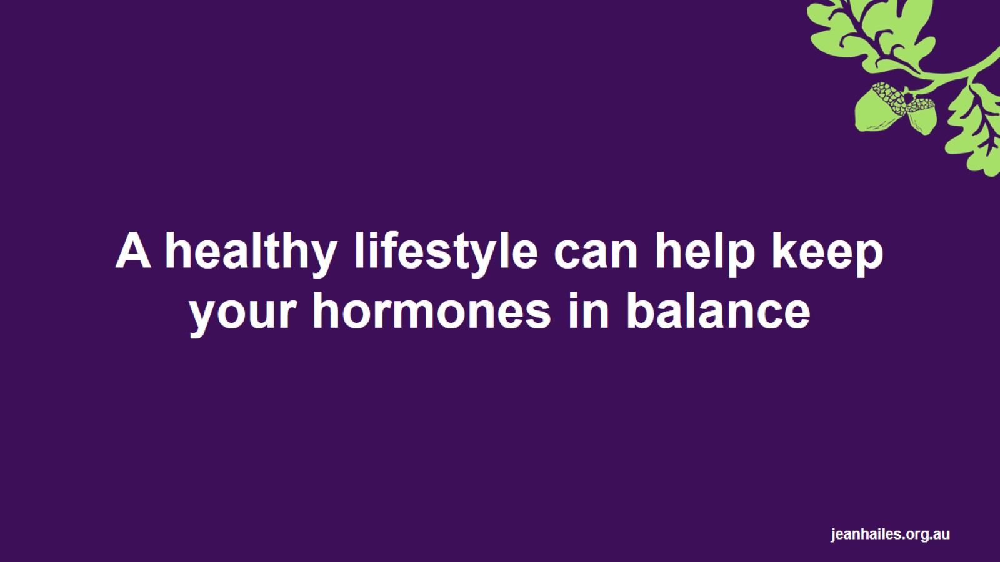 A healthy lifestyle can help keep
your hormones in balance
jeanhailes.org.au